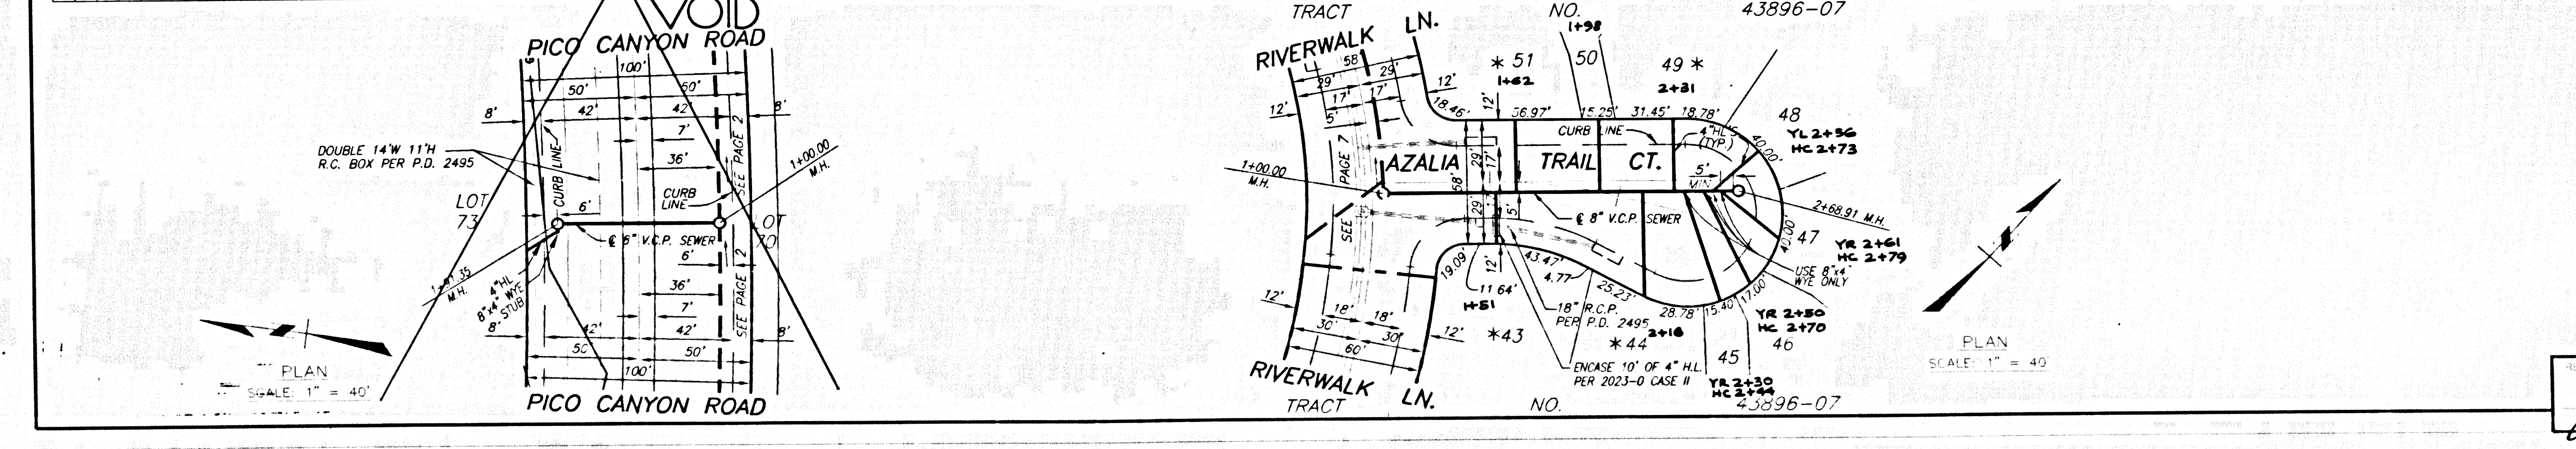 VOID
PICO CANYON ROAD
100'
50'
50'
42'
42'
8'
8'
7'
36'
DOUBLE 14'W 11'H
R.C. BOX PER P.D. 2495
CURB LINE
SEE PAGE 2
1+00.00
M.H.
LOT
73
CURB
LINE
6'
LOT
70
℄ 6" V.C.P. SEWER
6'
M.H.
4"HL
8"x4" WYE
STUB
36'
7'
SEE PAGE 2
8'
42'
42'
8'
50'
50'
100'
PICO CANYON ROAD
PLAN
SCALE: 1" = 40'
TRACT NO. 43896-07
RIVERWALK LN.
58'
29'
29'
17'
17'
5'
12'
12'
18.46'
12'
* 51
1+62
1+98
50
49 *
2+31
48
YL 2+56
HC 2+73
15.25'
31.45'
18.78'
40.00'
CURB LINE
4"HL'S
(TYP.)
AZALIA TRAIL CT.
5'
MIN
PAGE 7
SEE
1+00.00
M.H.
58'
29'
17'
29'
5'
℄ 8" V.C.P. SEWER
2+68.91 M.H.
47
YR 2+61
HC 2+79
40.00'
USE 8"x4"
WYE ONLY
17.00'
15.40'
28.78'
25.23'
4.77
43.47'
19.09'
12'
11.64'
1+51
18" R.C.P.
PER P.D. 2495
2+18
*43
*44
45
YR 2+30
HC 2+44
YR 2+50
HC 2+70
46
ENCASE 10' OF 4" H.L.
PER 2023-0 CASE II
12'
18'
18'
30'
30'
12'
60'
RIVERWALK LN.
TRACT NO. 43896-07
PLAN
SCALE: 1" = 40'